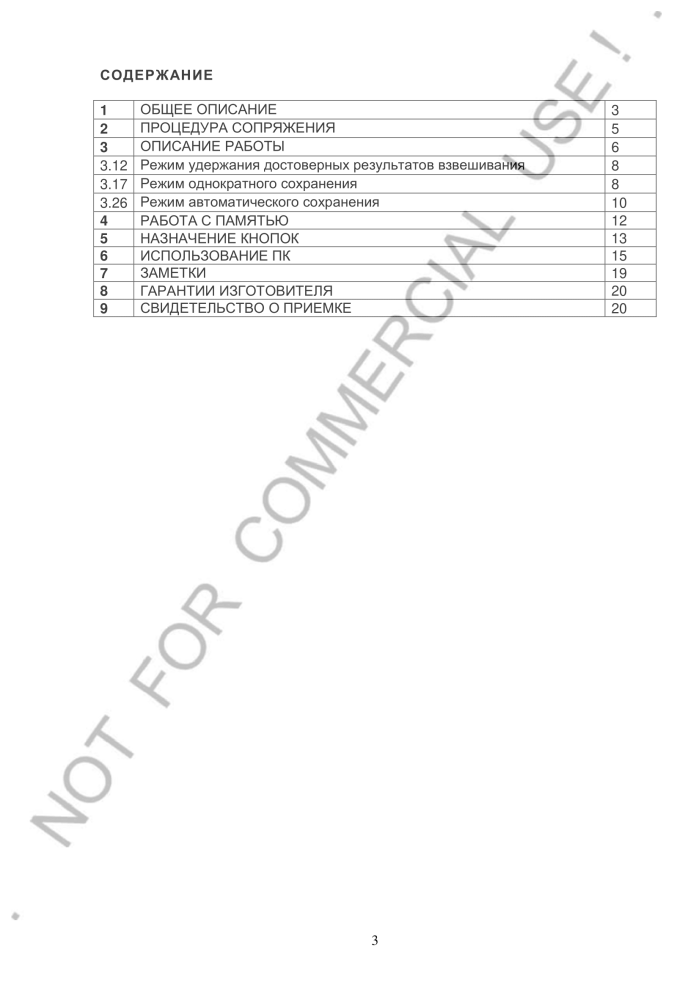 СОДЕРЖАНИЕ
1 ОБЩЕЕ ОПИСАНИЕ 3
2 ПРОЦЕДУРА СОПРЯЖЕНИЯ 5
3 ОПИСАНИЕ РАБОТЫ 6
3.12 Режим удержания достоверных результатов взвешивания 8
3.17 Режим однократного сохранения 8
3.26 Режим автоматического сохранения 10
4 РАБОТА С ПАМЯТЬЮ 12
5 НАЗНАЧЕНИЕ КНОПОК 13
6 ИСПОЛЬЗОВАНИЕ ПК 15
7 ЗАМЕТКИ 19
8 ГАРАНТИИ ИЗГОТОВИТЕЛЯ 20
9 СВИДЕТЕЛЬСТВО О ПРИЕМКЕ 20
. NOT FOR COMMERCIAL USE ! .
3